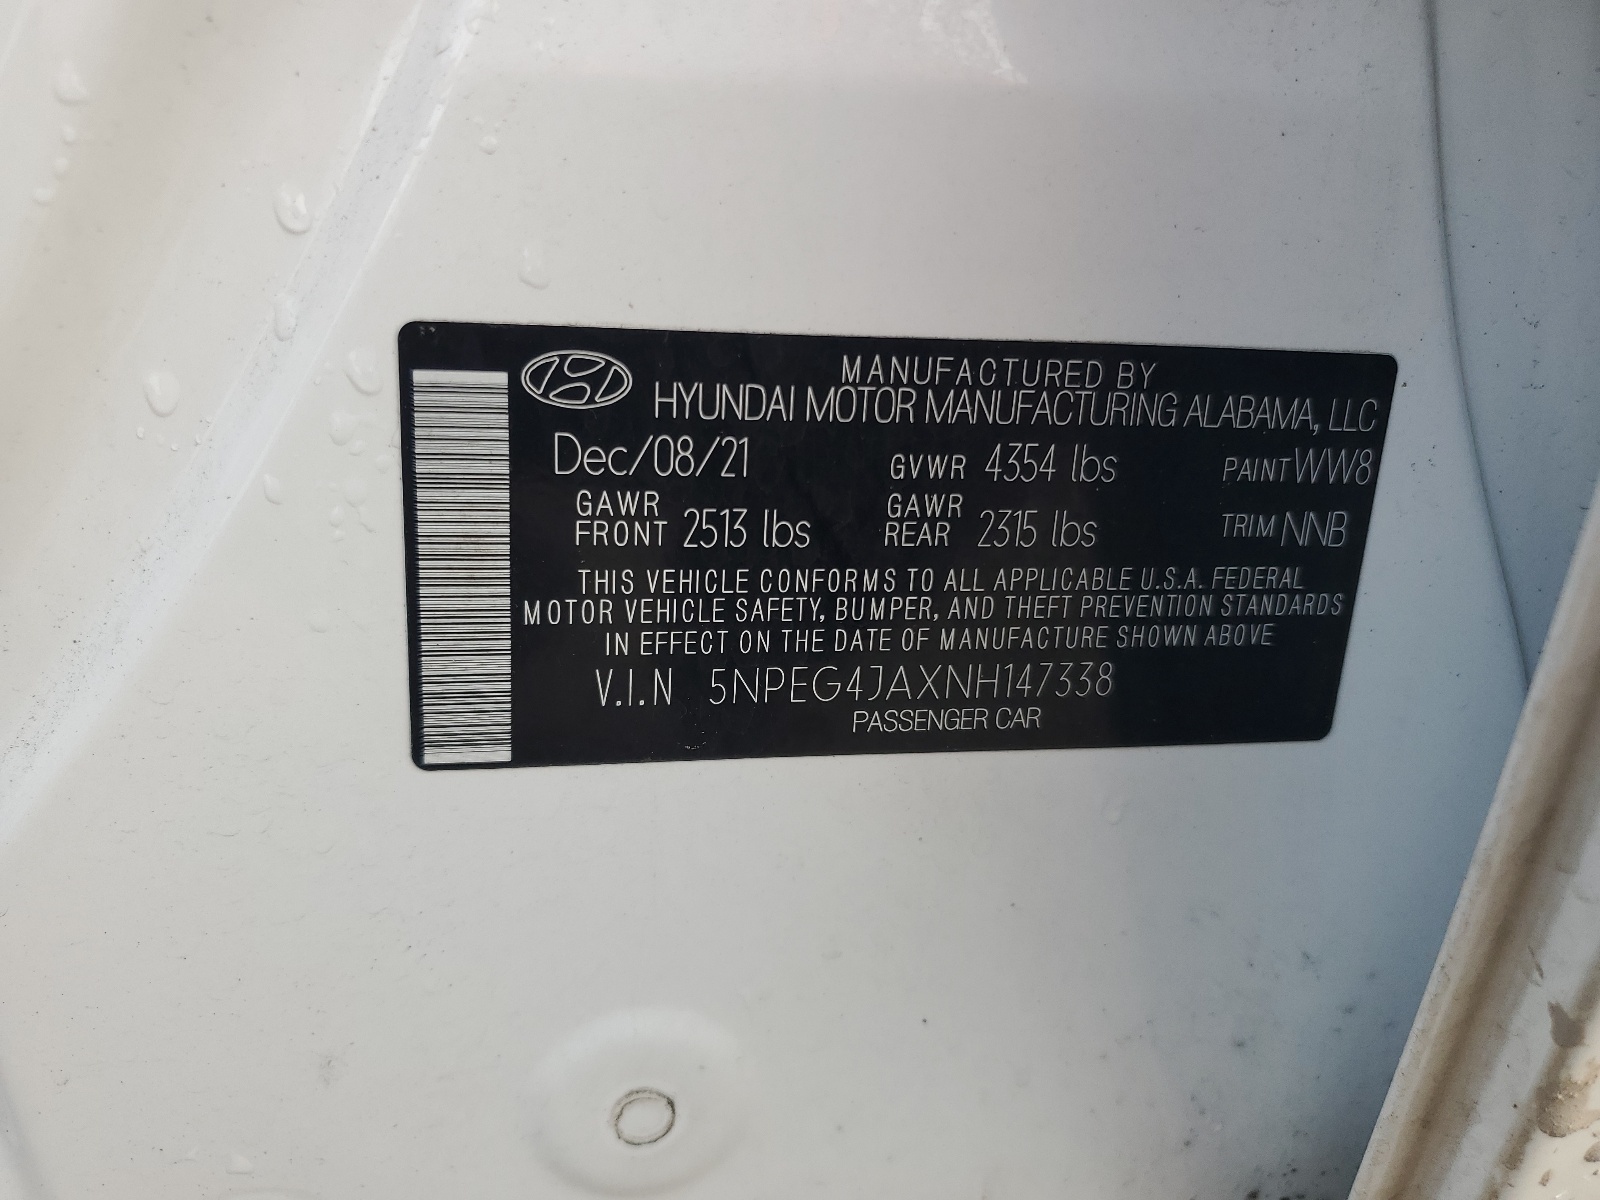 MANUFACTURED BY
HYUNDAI MOTOR MANUFACTURING ALABAMA, LLC
Dec/08/21 GVWR 4354 lbs PAINT WW8
GAWR FRONT 2513 lbs GAWR REAR 2315 lbs TRIM NNB
THIS VEHICLE CONFORMS TO ALL APPLICABLE U.S.A. FEDERAL
MOTOR VEHICLE SAFETY, BUMPER, AND THEFT PREVENTION STANDARDS
IN EFFECT ON THE DATE OF MANUFACTURE SHOWN ABOVE
V.I.N 5NPEG4JAXNH147338
PASSENGER CAR